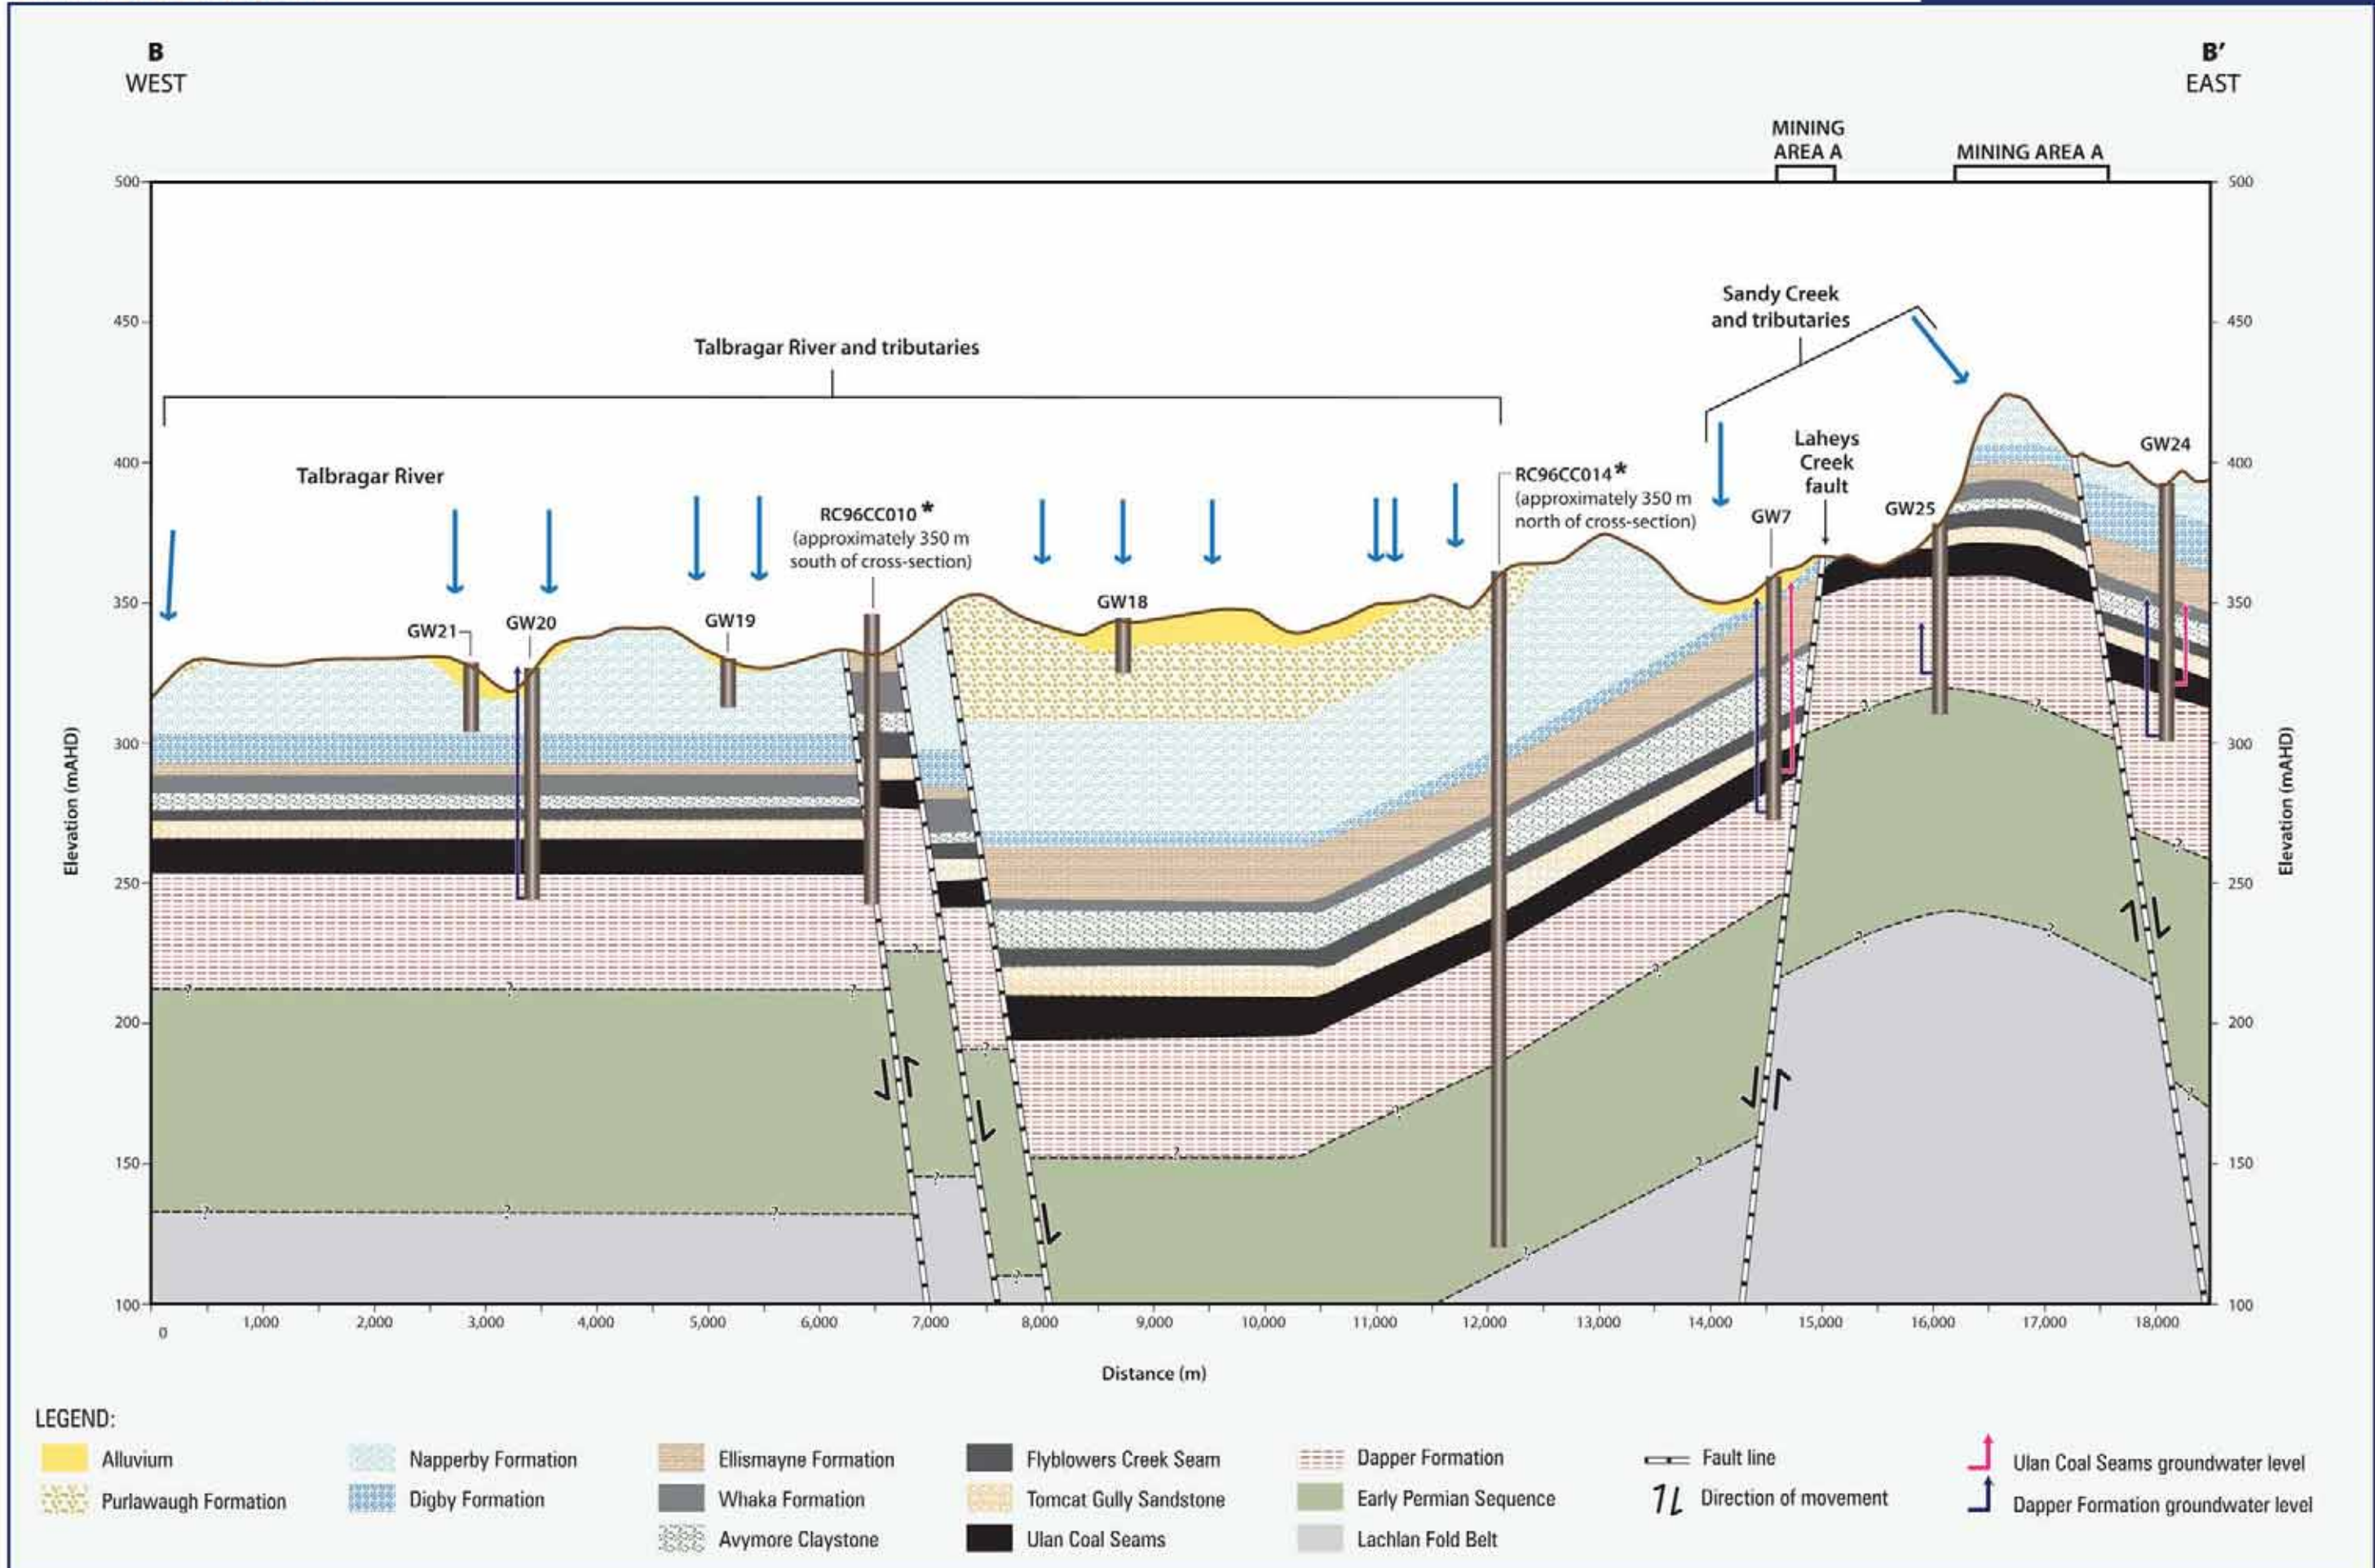 B
WEST
B’
EAST
MINING
AREA A
MINING AREA A
500
450
400
350
300
250
200
150
100
Elevation (mAHD)
500
450
400
350
300
250
200
150
100
Elevation (mAHD)
Sandy Creek
and tributaries
Talbragar River and tributaries
Talbragar River
Laheys
Creek
fault
GW24
RC96CC014*
(approximately 350 m
north of cross-section)
RC96CC010*
(approximately 350 m
south of cross-section)
GW7
GW25
GW18
GW21
GW20
GW19
? ? ? ? ? ? ? ? ? ? ? ? ? ? ? ? ? ? ? ? ? ? ? ?
0
1,000
2,000
3,000
4,000
5,000
6,000
7,000
8,000
9,000
10,000
11,000
12,000
13,000
14,000
15,000
16,000
17,000
18,000
Distance (m)
LEGEND:
Alluvium
Purlawaugh Formation
Napperby Formation
Digby Formation
Ellismayne Formation
Whaka Formation
Avymore Claystone
Flyblowers Creek Seam
Tomcat Gully Sandstone
Ulan Coal Seams
Dapper Formation
Early Permian Sequence
Lachlan Fold Belt
Fault line
Direction of movement
Ulan Coal Seams groundwater level
Dapper Formation groundwater level